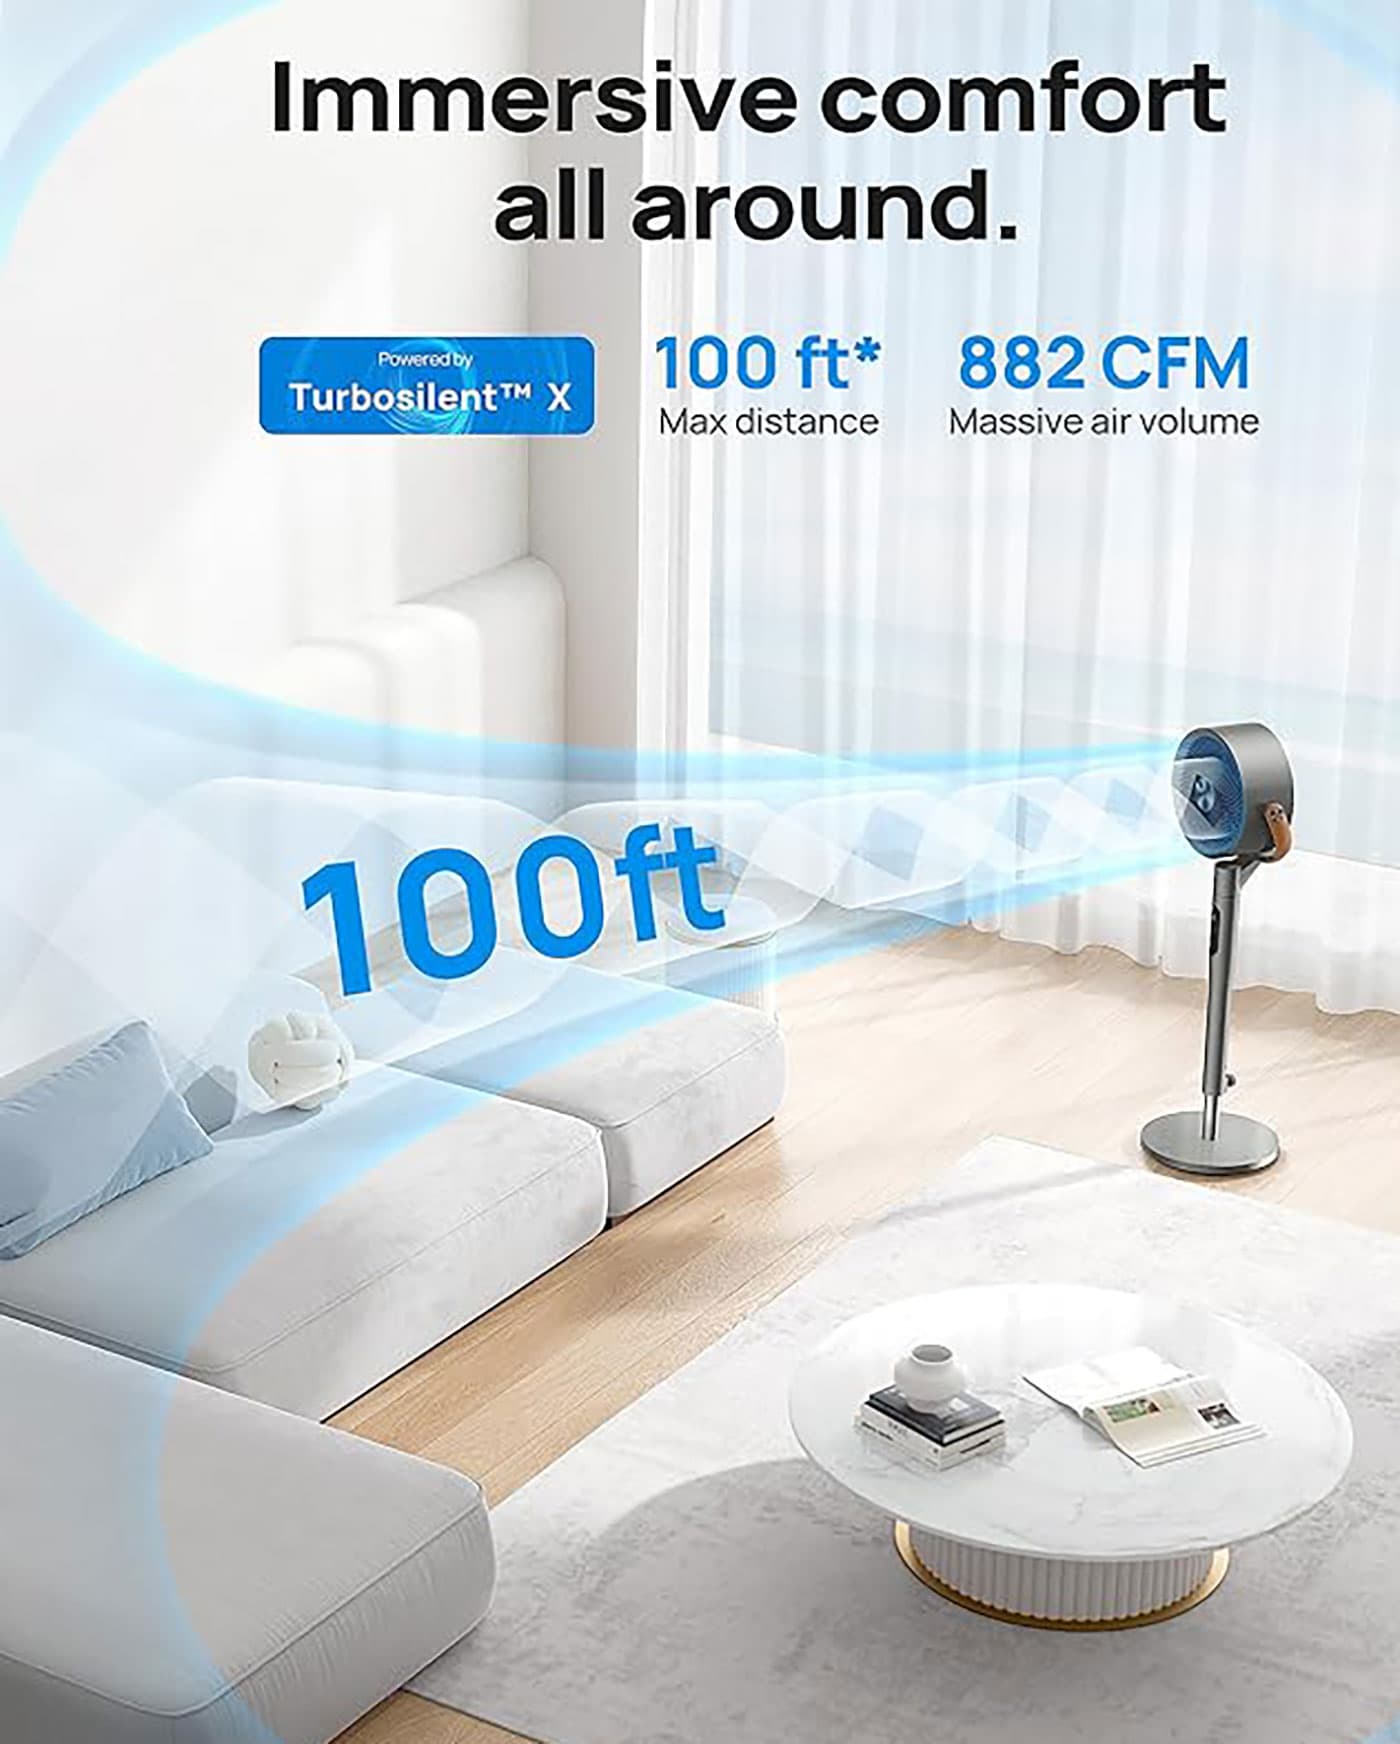 Immersive comfort
all around.
Powered by
Turbosilent™ X
100 ft*
Max distance
882 CFM
Massive air volume
100ft